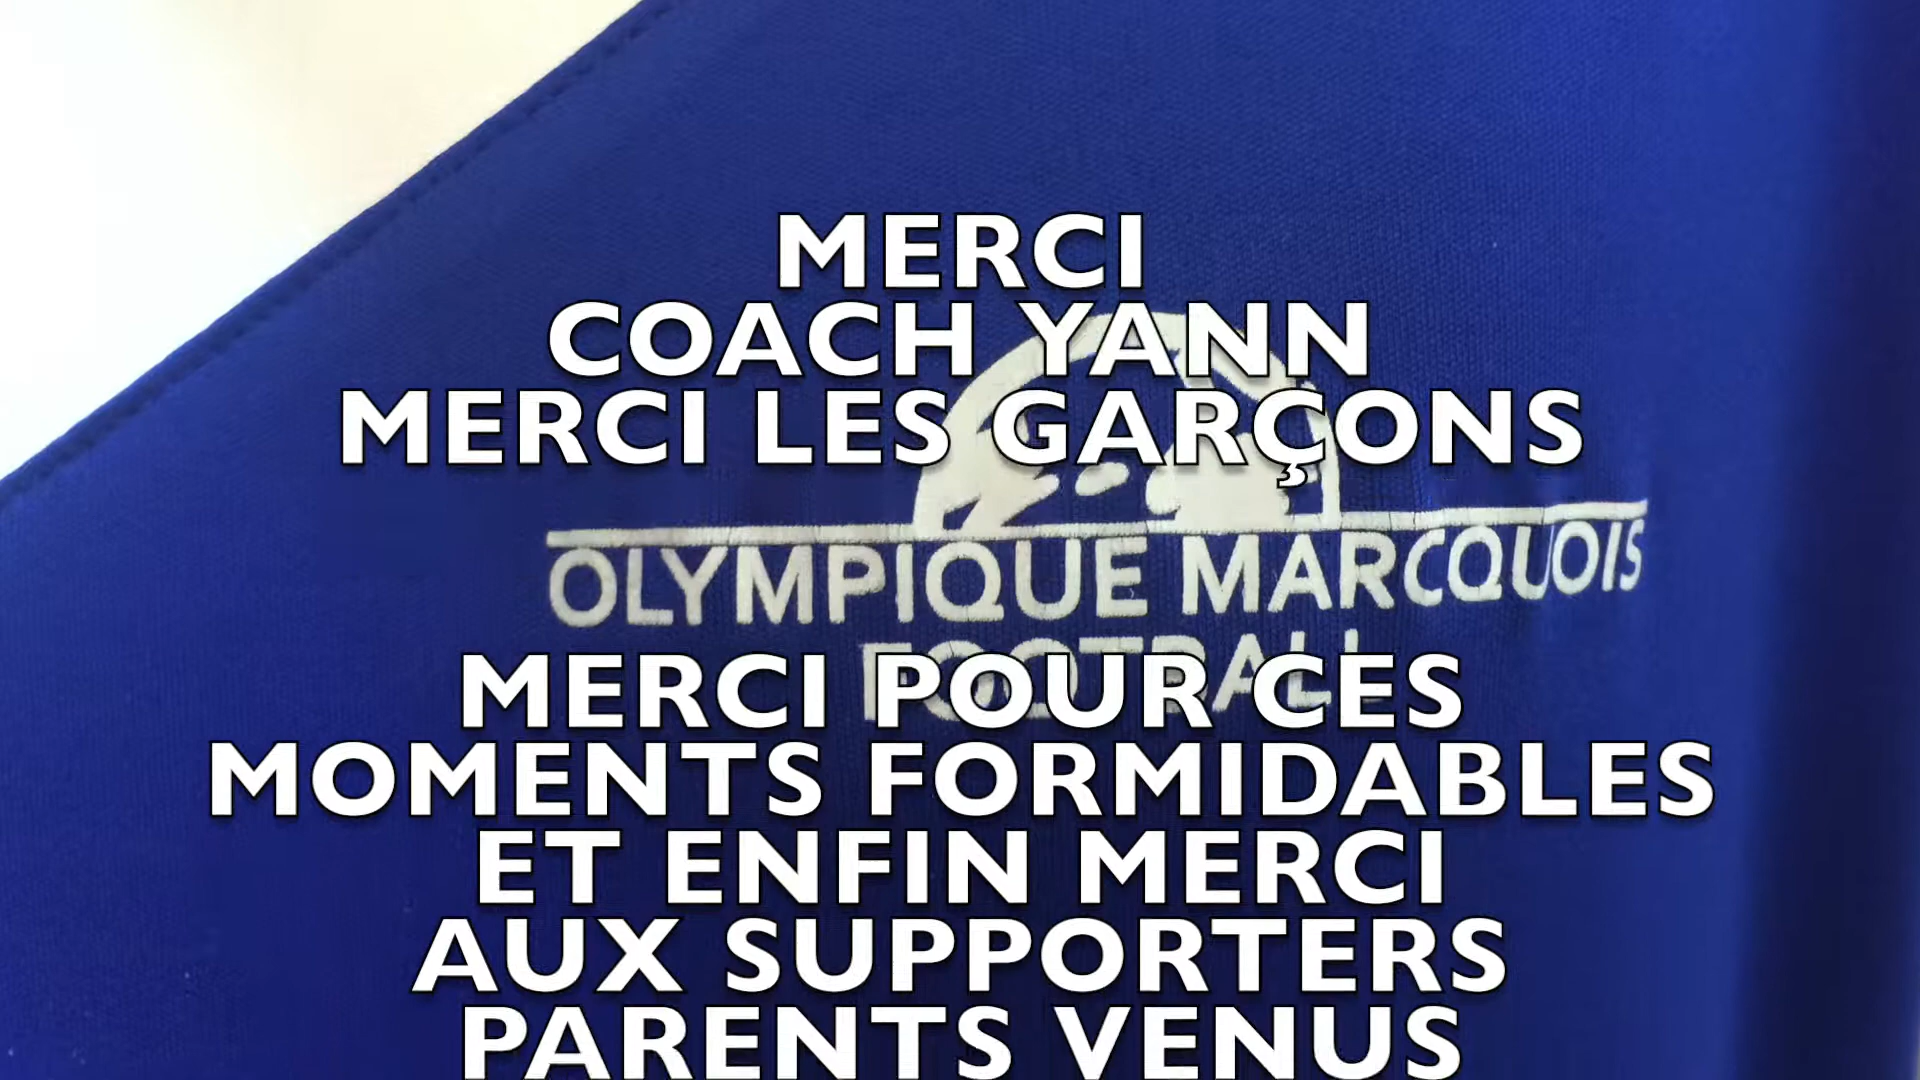 MERCI
COACH YANN
MERCI LES GARÇONS
OLYMPIQUE MARCQUOIS
FOOTBALL
MERCI POUR CES
MOMENTS FORMIDABLES
ET ENFIN MERCI
AUX SUPPORTERS
PARENTS VENUS